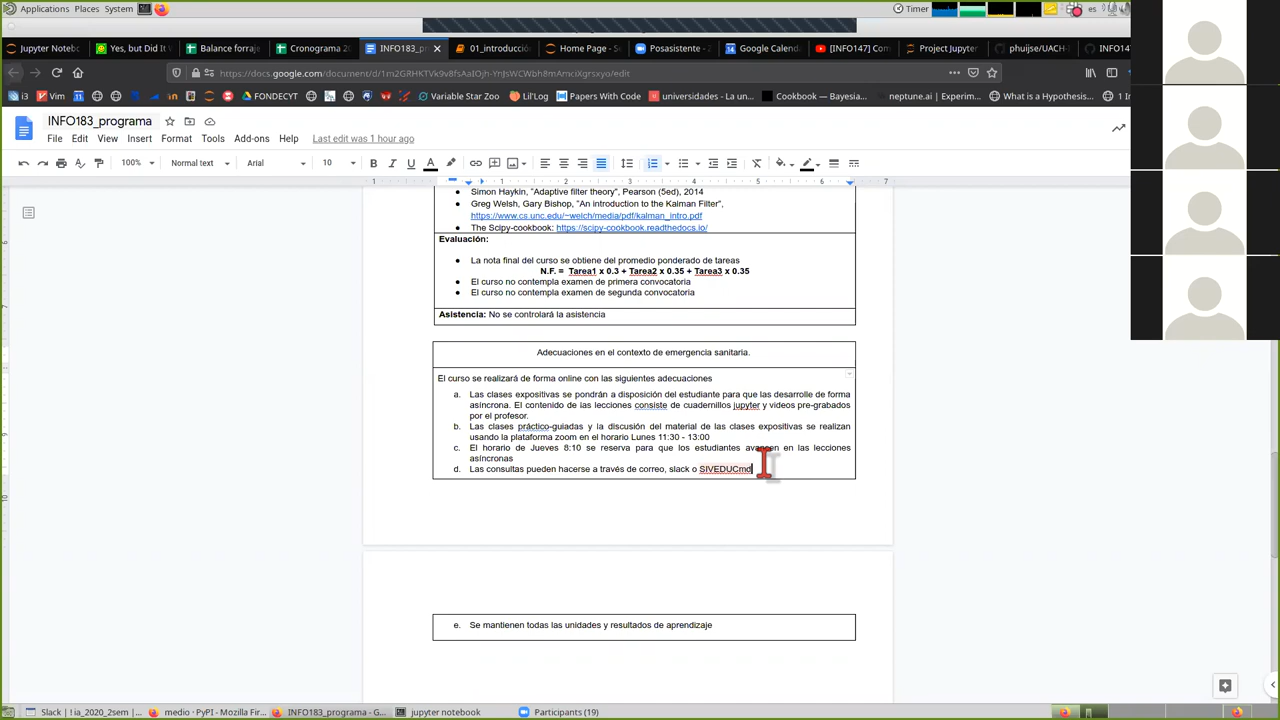 Applications Places System
Timer
es
Jupyter Noteb
Yes, but Did It
Balance forraj
Cronograma 20
INFO183_pr
01_introducció
Home Page - Se
Posasistente -
Google Calend
[INFO147] Com
Project Jupyter
phuijse/UACH-I
INFO14
i3
Vim
FONDECYT
Variable Star Zoo
Lil'Log
Papers With Code
universidades - La un...
Cookbook — Bayesia...
neptune.ai | Experim...
What is a Hypothesis...
INFO183_programa
File Edit View Insert Format Tools Add-ons Help Last edit was 1 hour ago
100% Normal text Arial 10
1 1 2 3 4 5 6 7
Simon Haykin, "Adaptive filter theory", Pearson (5ed), 2014
Greg Welsh, Gary Bishop, "An introduction to the Kalman Filter",
https://www.cs.unc.edu/~welch/media/pdf/kalman_intro.pdf
The Scipy-cookbook: https://scipy-cookbook.readthedocs.io/
Evaluación:
La nota final del curso se obtiene del promedio ponderado de tareas
N.F. = Tarea1 x 0.3 + Tarea2 x 0.35 + Tarea3 x 0.35
El curso no contempla examen de primera convocatoria
El curso no contempla examen de segunda convocatoria
Asistencia: No se controlará la asistencia
Adecuaciones en el contexto de emergencia sanitaria.
El curso se realizará de forma online con las siguientes adecuaciones
a. Las clases expositivas se pondrán a disposición del estudiante para que las desarrolle de forma
asíncrona. El contenido de las lecciones consiste de cuadernillos jupyter y videos pre-grabados
por el profesor.
b. Las clases práctico-guiadas y la discusión del material de las clases expositivas se realizan
usando la plataforma zoom en el horario Lunes 11:30 - 13:00
c. El horario de Jueves 8:10 se reserva para que los estudiantes avancen en las lecciones
asíncronas
d. Las consultas pueden hacerse a través de correo, slack o SIVEDUCmd
e. Se mantienen todas las unidades y resultados de aprendizaje
Slack | ! ia_2020_2sem |...
medio · PyPI - Mozilla Fir...
INFO183_programa - G...
jupyter notebook
Participants (19)